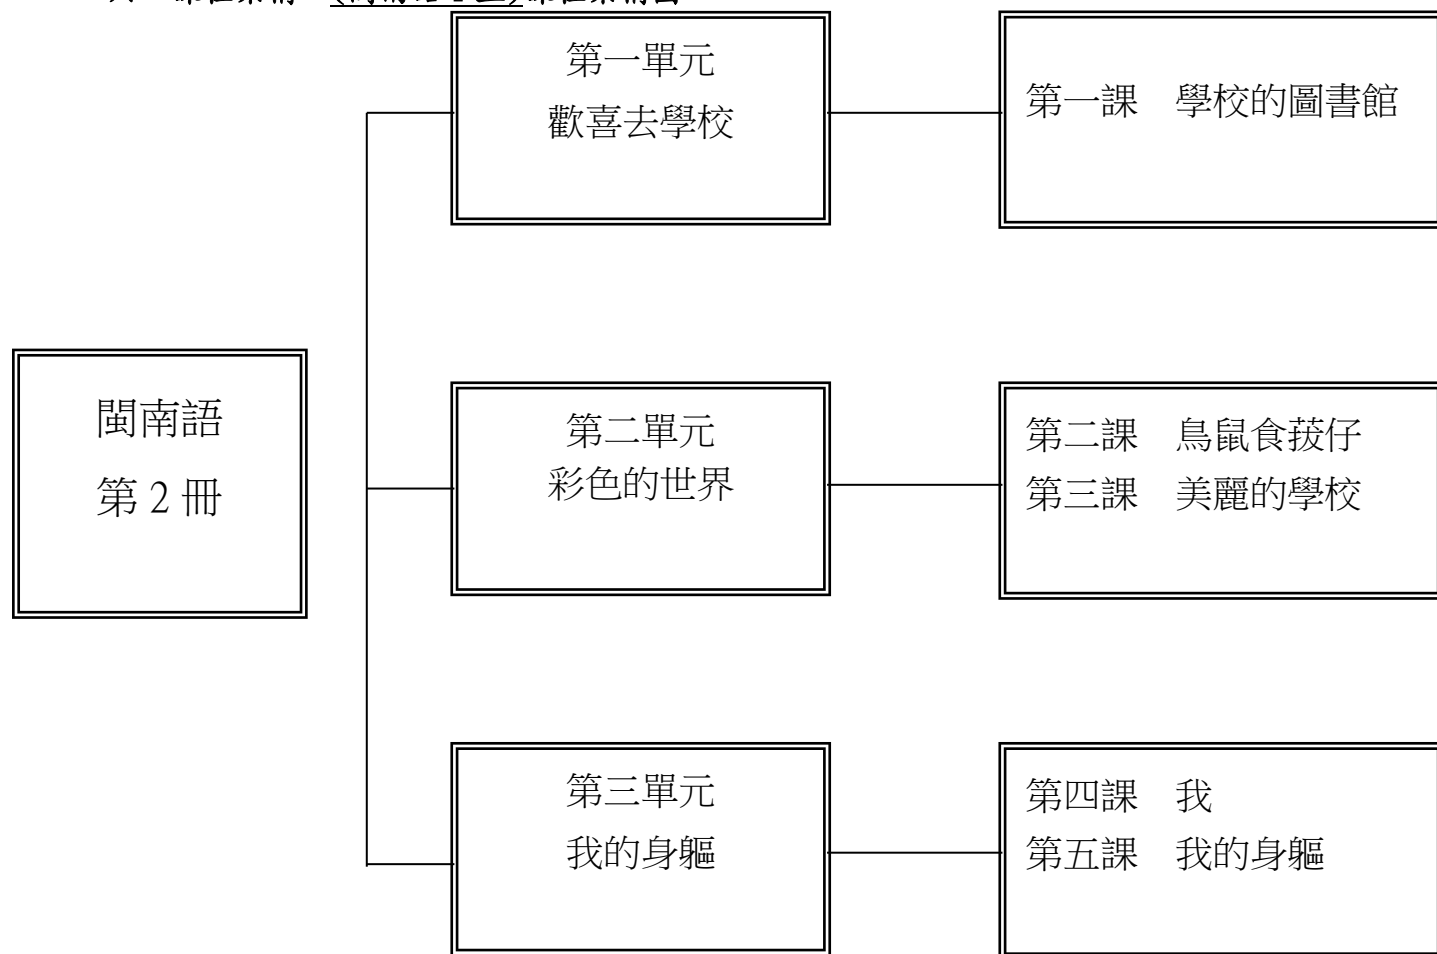 第一單元
歡喜去學校
第一課　學校的圖書館
閩南語
第 2 冊
第二單元
彩色的世界
第二課　鳥鼠食菝仔
第三課　美麗的學校
第三單元
我的身軀
第四課　我
第五課　我的身軀